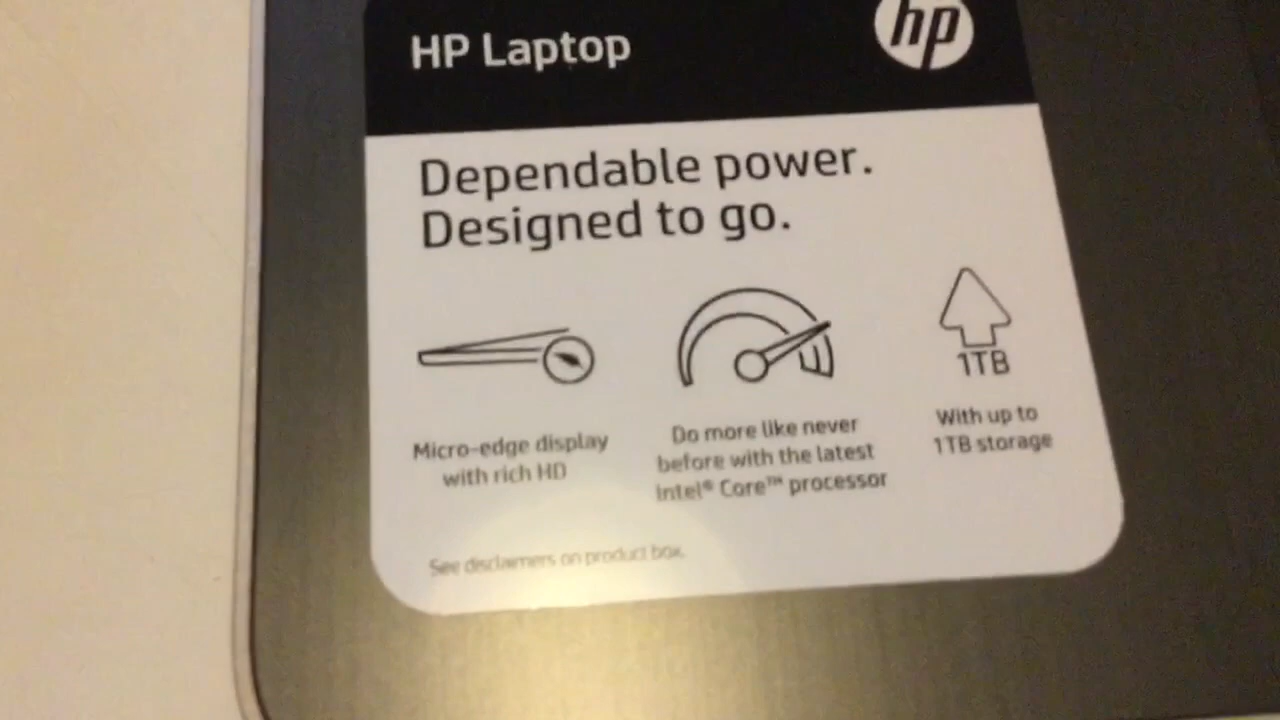 HP Laptop
hp
Dependable power.
Designed to go.
1TB
Micro-edge display
with rich HD
Do more like never
before with the latest
Intel® Core™ processor
With up to
1TB storage
See disclaimers on product box.